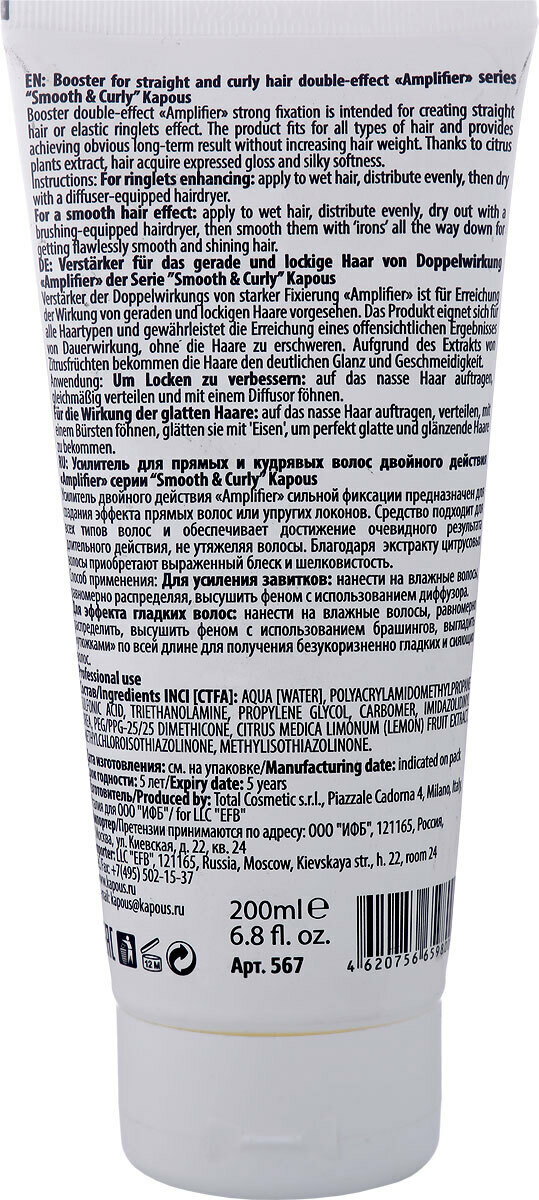 EN: Booster for straight and curly hair double-effect «Amplifier» series
"Smooth & Curly" Kapous
Booster double-effect «Amplifier» strong fixation is intended for creating straight
hair or elastic ringlets effect. The product fits for all types of hair and provides
achieving obvious long-term result without increasing hair weight. Thanks to citrus
plants extract, hair acquire expressed gloss and silky softness.
Instructions: For ringlets enhancing: apply to wet hair, distribute evenly, then dry
with a diffuser-equipped hairdryer.
For a smooth hair effect: apply to wet hair, distribute evenly, dry out with a
brushing-equipped hairdryer, then smooth them with 'irons' all the way down for
getting flawlessly smooth and shining hair.
DE: Verstärker für das gerade und lockige Haar von Doppelwirkung
«Amplifier» der Serie "Smooth & Curly" Kapous
Verstärker der Doppelwirkungs von starker Fixierung «Amplifier» ist für Erreichung
der Wirkung von geraden und lockigen Haare vorgesehen. Das Produkt eignet sich für
alle Haartypen und gewährleistet die Erreichung eines offensichtlichen Ergebnisses
von Dauerwirkung, ohne die Haare zu erschweren. Aufgrund des Extrakts von
Zitrusfrüchten bekommen die Haare den deutlichen Glanz und Geschmeidigkeit.
Anwendung: Um Locken zu verbessern: auf das nasse Haar auftragen,
gleichmäßig verteilen und mit einem Diffusor föhnen.
Für die Wirkung der glatten Haare: auf das nasse Haar auftragen, verteilen, mit
einem Bürsten föhnen, glätten sie mit 'Eisen', um perfekt glatte und glänzende Haare
zu bekommen.
RU: Усилитель для прямых и кудрявых волос двойного действия
«Amplifier» серии "Smooth & Curly" Kapous
Усилитель двойного действия «Amplifier» сильной фиксации предназначен для
создания эффекта прямых волос или упругих локонов. Средство подходит для
всех типов волос и обеспечивает достижение очевидного результата
длительного действия, не утяжеляя волосы. Благодаря экстракту цитрусовых
волосы приобретают выраженный блеск и шелковистость.
Способ применения: Для усиления завитков: нанести на влажные волосы,
равномерно распределяя, высушить феном с использованием диффузора.
Для эффекта гладких волос: нанести на влажные волосы, равномерно
распределить, высушить феном с использованием брашингов, выгладить
«утюжками» по всей длине для получения безукоризненно гладких и сияющих
волос.
Professional use
Состав/Ingredients INCI [CTFA]: AQUA [WATER], POLYACRYLAMIDOMETHYLPROPANE
SULFONIC ACID, TRIETHANOLAMINE, PROPYLENE GLYCOL, CARBOMER, IMIDAZOLIDINYL
UREA, PEG/PPG-25/25 DIMETHICONE, CITRUS MEDICA LIMONUM (LEMON) FRUIT EXTRACT,
METHYLCHLOROISOTHIAZOLINONE, METHYLISOTHIAZOLINONE.
Дата изготовления: см. на упаковке/Manufacturing date: indicated on pack
Срок годности: 5 лет/Expiry date: 5 years
Изготовитель/Produced by: Total Cosmetic s.r.l., Piazzale Cadorna 4, Milano, Italy
для ООО "ИФБ"/ for LLC "EFB"
Импортер/Претензии принимаются по адресу: ООО "ИФБ", 121165, Россия,
Москва, ул. Киевская, д. 22, кв. 24
Importer: LLC "EFB", 121165, Russia, Moscow, Kievskaya str., h. 22, room 24
Fax: +7(495) 502-15-37
www.kapous.ru
e-mail: kapous@kapous.ru
200ml e
6.8 fl. oz.
Арт. 567
12 M
4 620756 6598